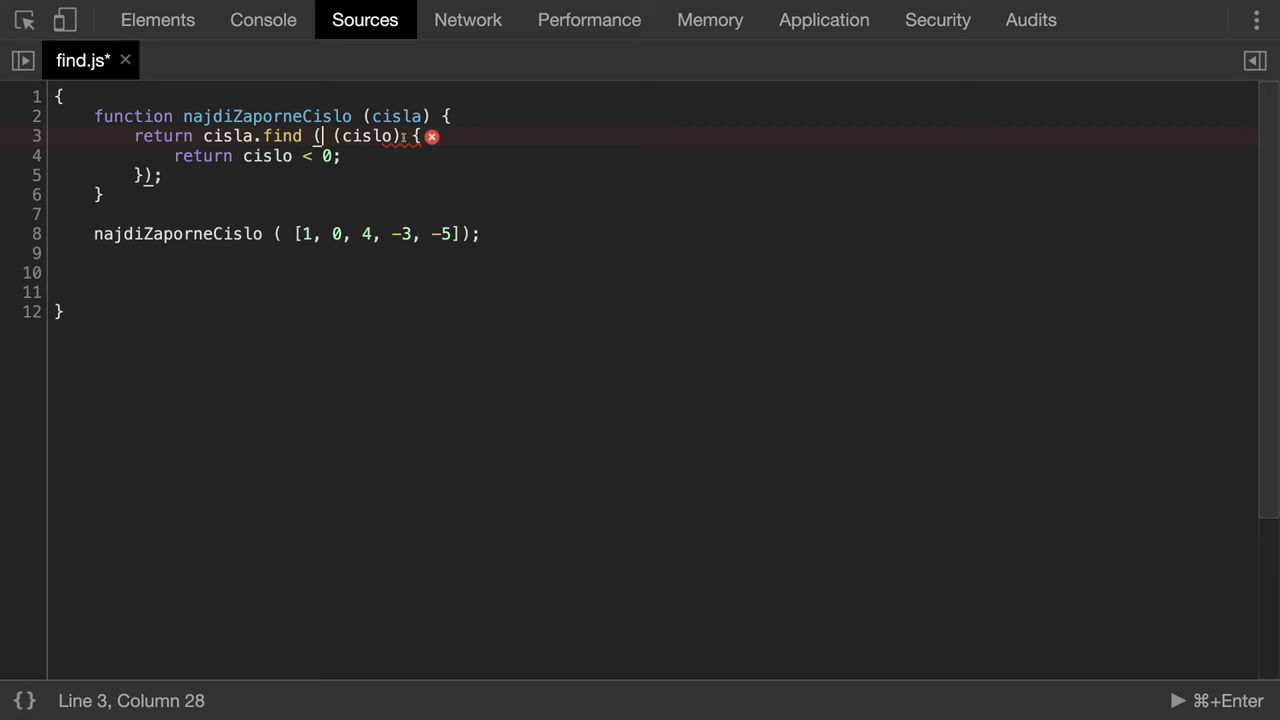 Elements Console Sources Network Performance Memory Application Security Audits
find.js* ×
1 {
2 function najdiZaporneCislo (cisla) {
3 return cisla.find ( (cislo) {
4 return cislo < 0;
5 });
6 }
7
8 najdiZaporneCislo ( [1, 0, 4, -3, -5]);
9
10
11
12 }
{} Line 3, Column 28 ▶ ⌘+Enter